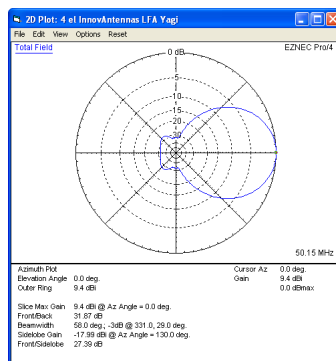 2D Plot: 4 el InnovAntennas LFA Yagi
File Edit View Options Reset
Total Field
EZNEC Pro/4
0 dB
-5
-10
-15
-20
50.15 MHz
Azimuth Plot
Elevation Angle 0.0 deg.
Outer Ring 9.4 dBi
Cursor Az 0.0 deg.
Gain 9.4 dBi
0.0 dBmax
Slice Max Gain 9.4 dBi @ Az Angle = 0.0 deg.
Front/Back 31.87 dB
Beamwidth 58.0 deg.; -3dB @ 331.0, 29.0 deg.
Sidelobe Gain -17.99 dBi @ Az Angle = 130.0 deg.
Front/Sidelobe 27.39 dB